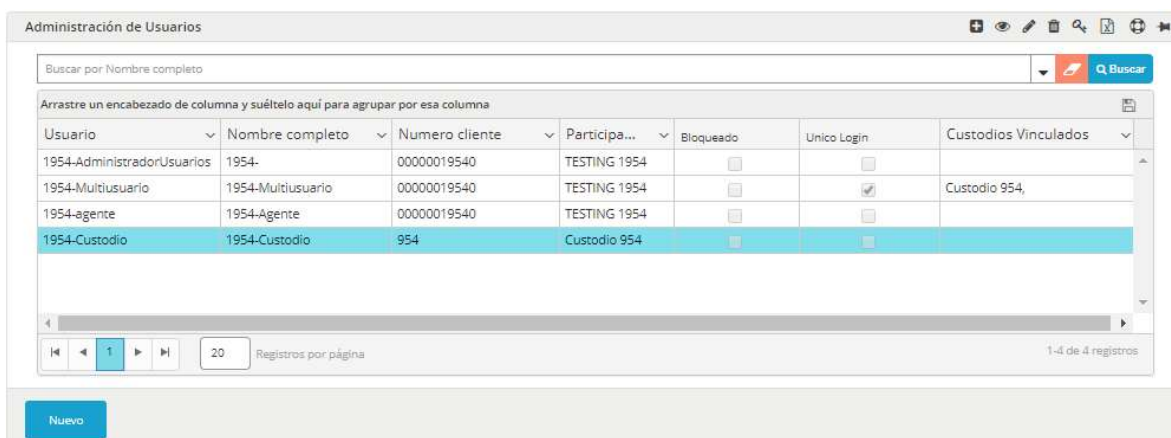 Administración de Usuarios
Buscar por Nombre completo
Buscar
Arrastre un encabezado de columna y suéltelo aquí para agrupar por esa columna
Usuario Nombre completo Numero cliente Participa... Bloqueado Unico Login Custodios Vinculados
1954-AdministradorUsuarios 1954- 00000019540 TESTING 1954
1954-Multiusuario 1954-Multiusuario 00000019540 TESTING 1954 Custodio 954,
1954-agente 1954-Agente 00000019540 TESTING 1954
1954-Custodio 1954-Custodio 954 Custodio 954
1 20 Registros por página 1-4 de 4 registros
Nuevo